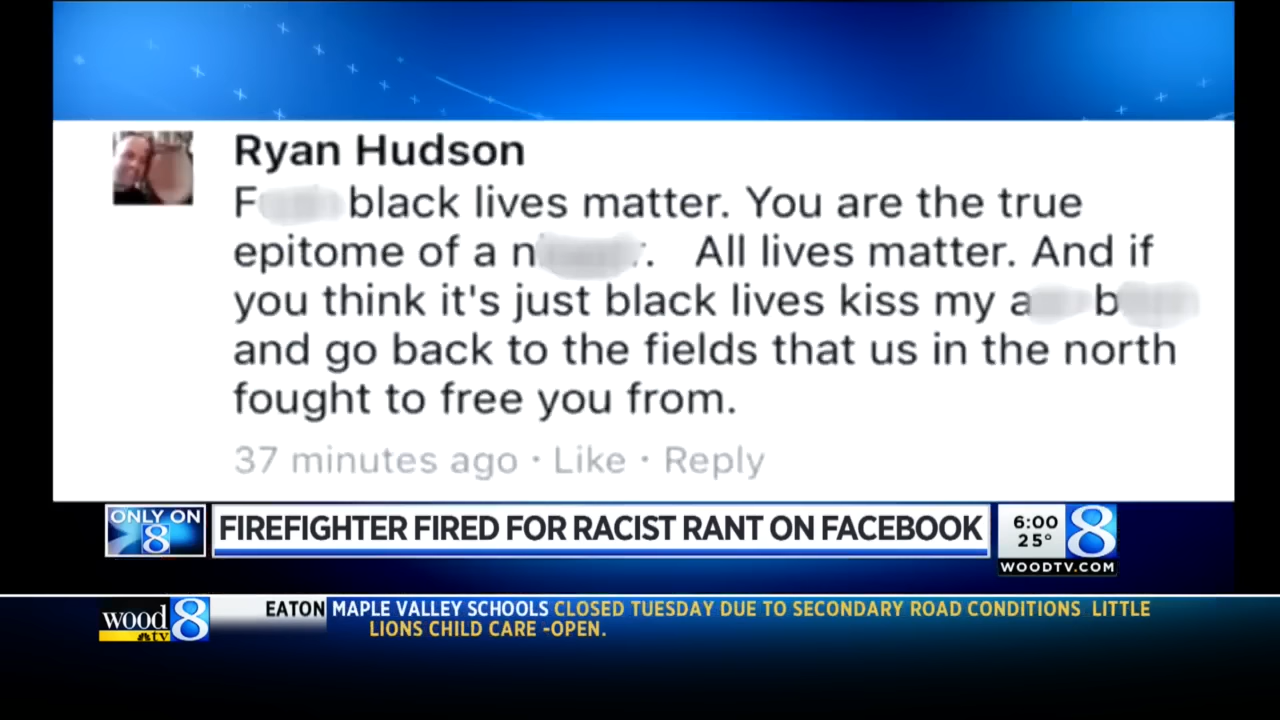 Ryan Hudson
F black lives matter. You are the true
epitome of a n r. All lives matter. And if
you think it's just black lives kiss my a b
and go back to the fields that us in the north
fought to free you from.
37 minutes ago · Like · Reply
ONLY ON
8
FIREFIGHTER FIRED FOR RACIST RANT ON FACEBOOK
6:00
25°
8
WOODTV.COM
wood tv 8
EATON MAPLE VALLEY SCHOOLS CLOSED TUESDAY DUE TO SECONDARY ROAD CONDITIONS LITTLE
LIONS CHILD CARE -OPEN.